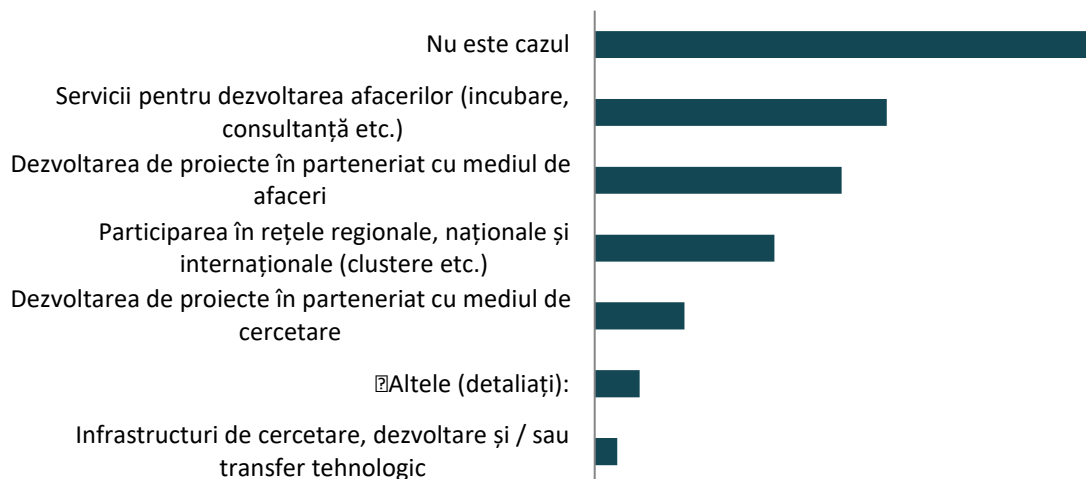 Nu este cazul
Servicii pentru dezvoltarea afacerilor (incubare,
consultanță etc.)
Dezvoltarea de proiecte în parteneriat cu mediul de
afaceri
Participarea în rețele regionale, naționale și
internaționale (clustere etc.)
Dezvoltarea de proiecte în parteneriat cu mediul de
cercetare
⍰Altele (detaliați):
Infrastructuri de cercetare, dezvoltare și / sau
transfer tehnologic